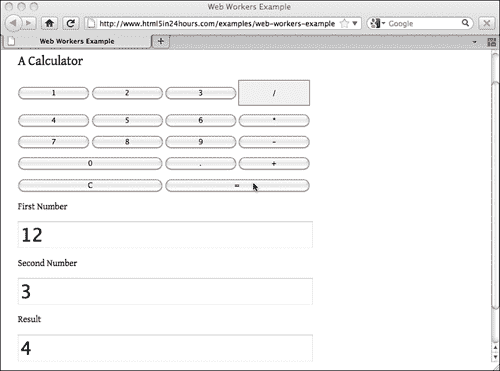 Web Workers Example
http://www.html5in24hours.com/examples/web-workers-example
Google
Web Workers Example
+
A Calculator
1 2 3 /
4 5 6 *
7 8 9 -
0 . +
C =
First Number
12
Second Number
3
Result
4